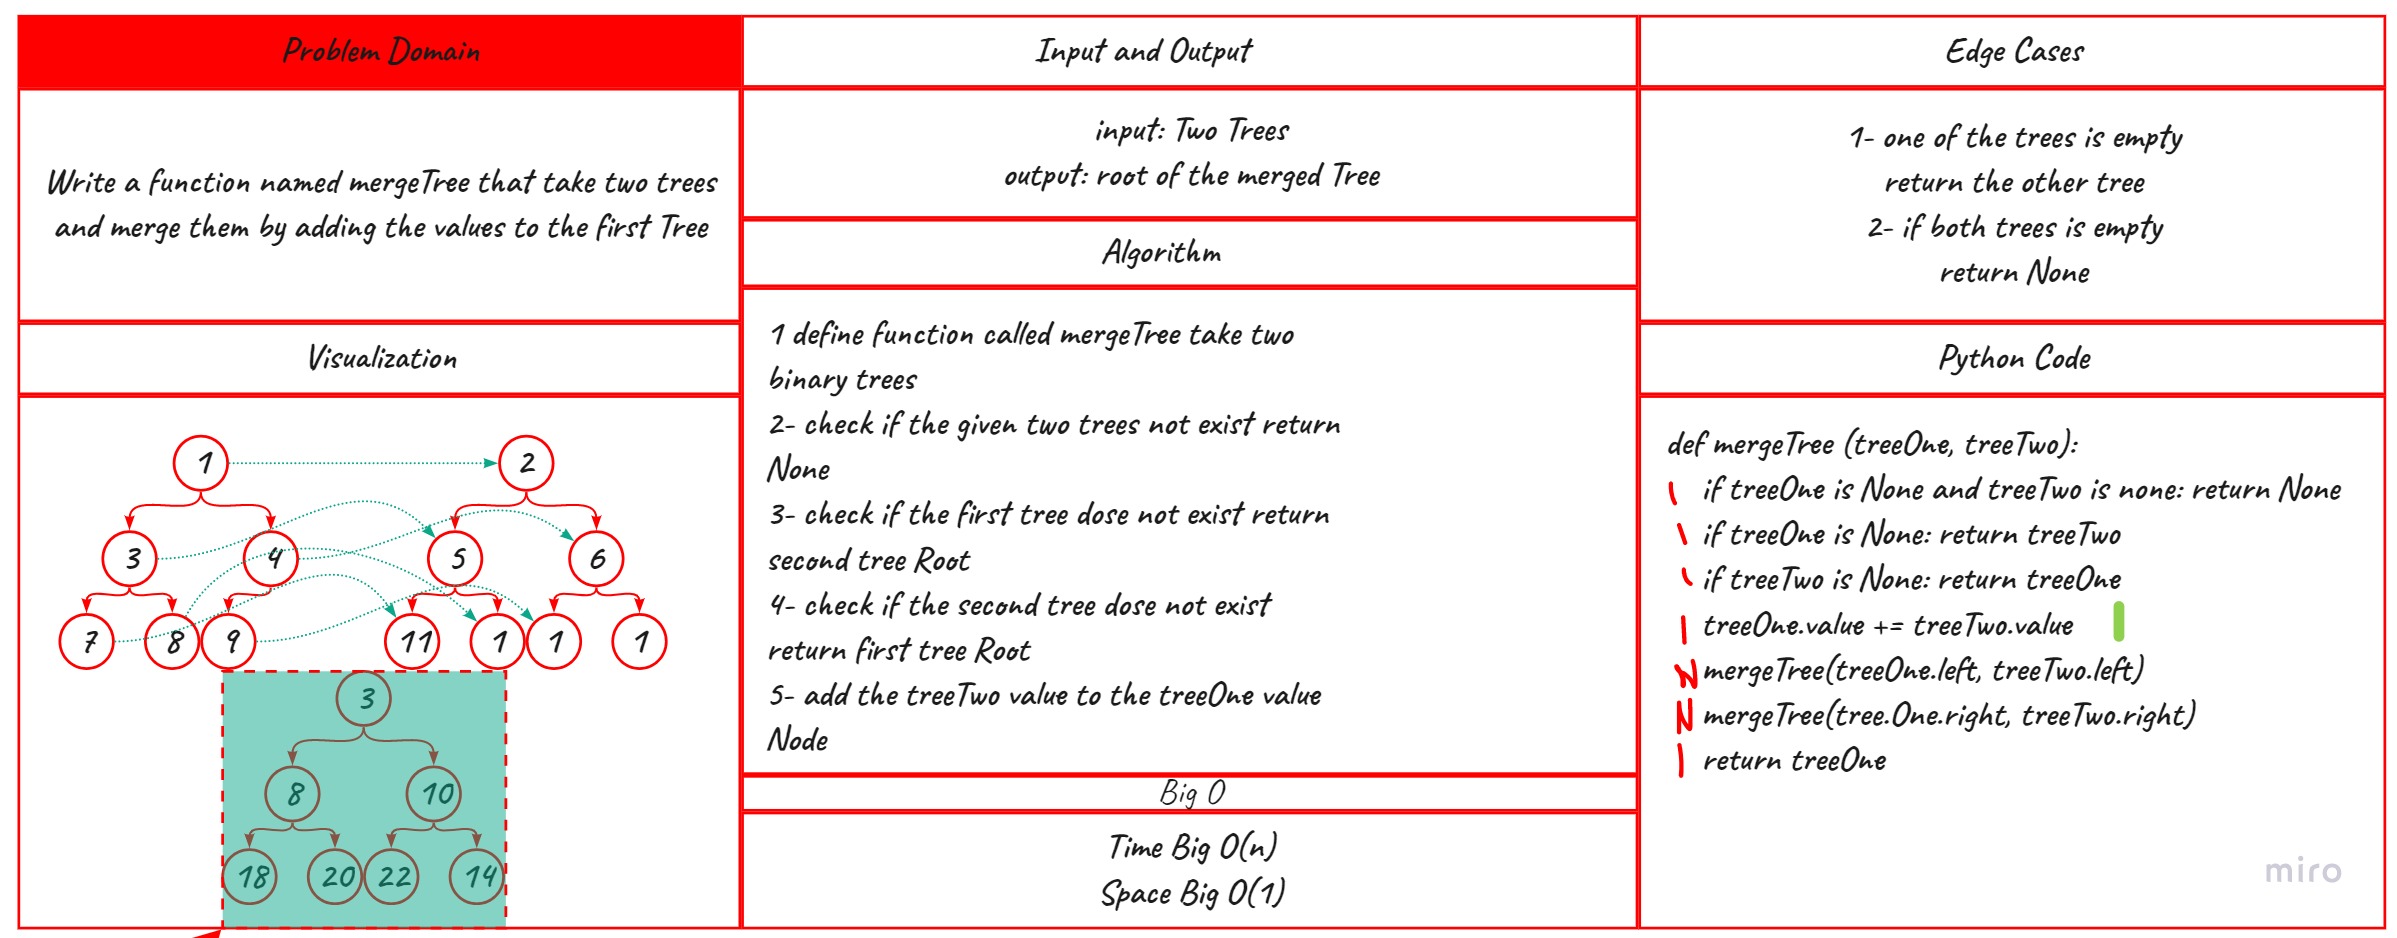 Problem Domain
Write a function named mergeTree that take two trees
and merge them by adding the values to the first Tree
Visualization
1
2
3
4
5
6
7
8
9
11
1
1
1
3
8
10
18
20
22
14
Input and Output
input: Two Trees
output: root of the merged Tree
Algorithm
1 define function called mergeTree take two
binary trees
2- check if the given two trees not exist return
None
3- check if the first tree dose not exist return
second tree Root
4- check if the second tree dose not exist
return first tree Root
5- add the treeTwo value to the treeOne value
Node
Big O
Time Big O(n)
Space Big O(1)
Edge Cases
1- one of the trees is empty
return the other tree
2- if both trees is empty
return None
Python Code
def mergeTree (treeOne, treeTwo):
if treeOne is None and treeTwo is none: return None
if treeOne is None: return treeTwo
if treeTwo is None: return treeOne
treeOne.value += treeTwo.value
N mergeTree(treeOne.left, treeTwo.left)
N mergeTree(tree.One.right, treeTwo.right)
return treeOne
miro